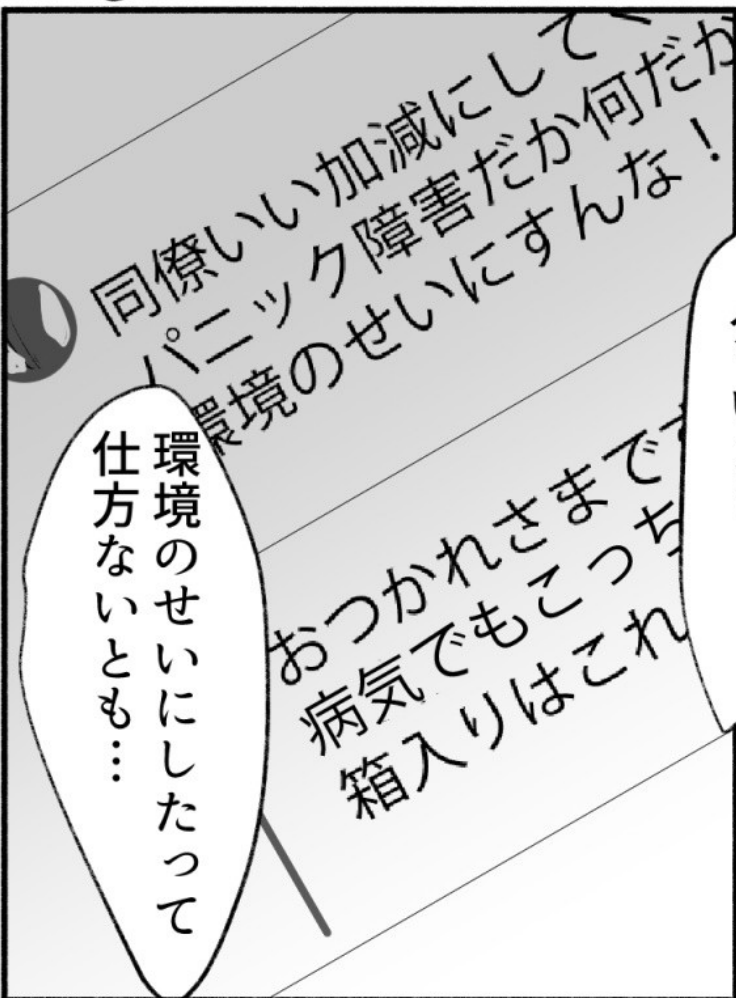 同僚いい加減にして
パニック障害だか何だか
環境のせいにすんな！
おつかれさまです
病気でもこっち
箱入りはこれ
環境のせいにしたって
仕方ないとも…